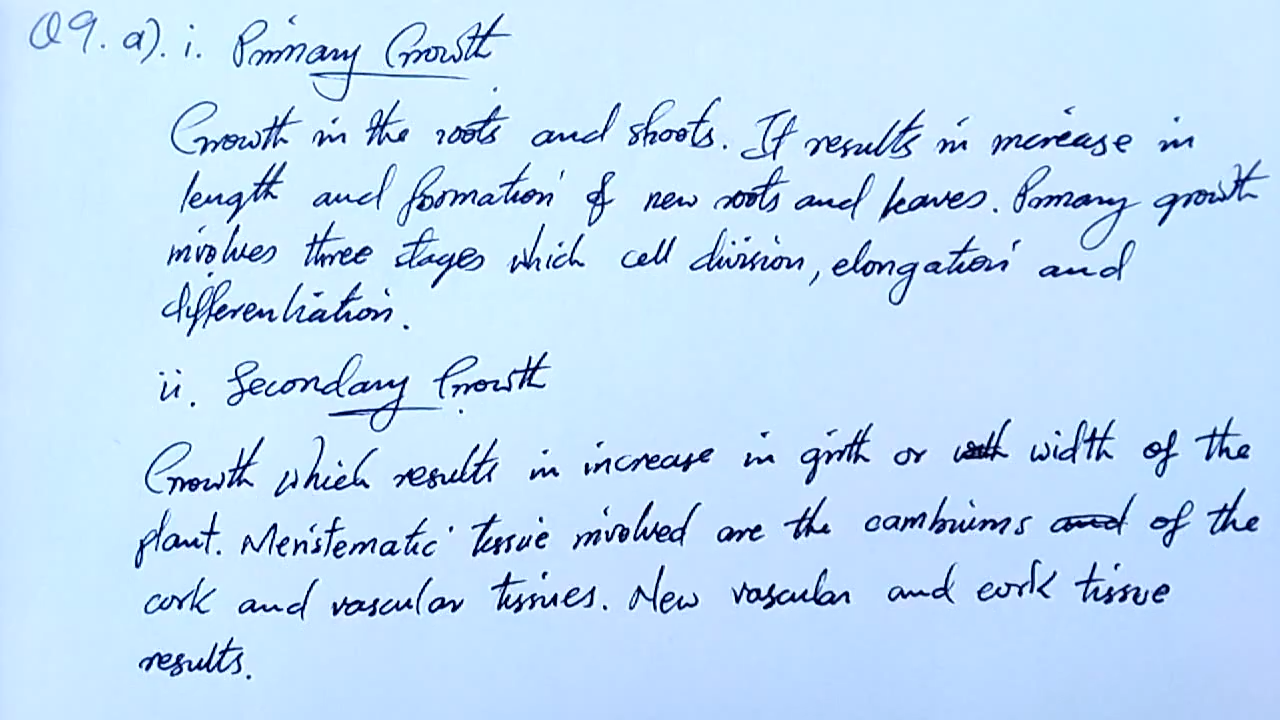 Q9. a). i. Primary Growth
Growth in the roots and shoots. It results in increase in
length and formation of new roots and leaves. Primary growth
involves three stages which cell division, elongation and
differentiation.
ii. Secondary Growth
Growth which results in increase in girth or width of the
plant. Meristematic tissue involved are the cambiums and of the
cork and vascular tissues. New vascular and cork tissue
results.